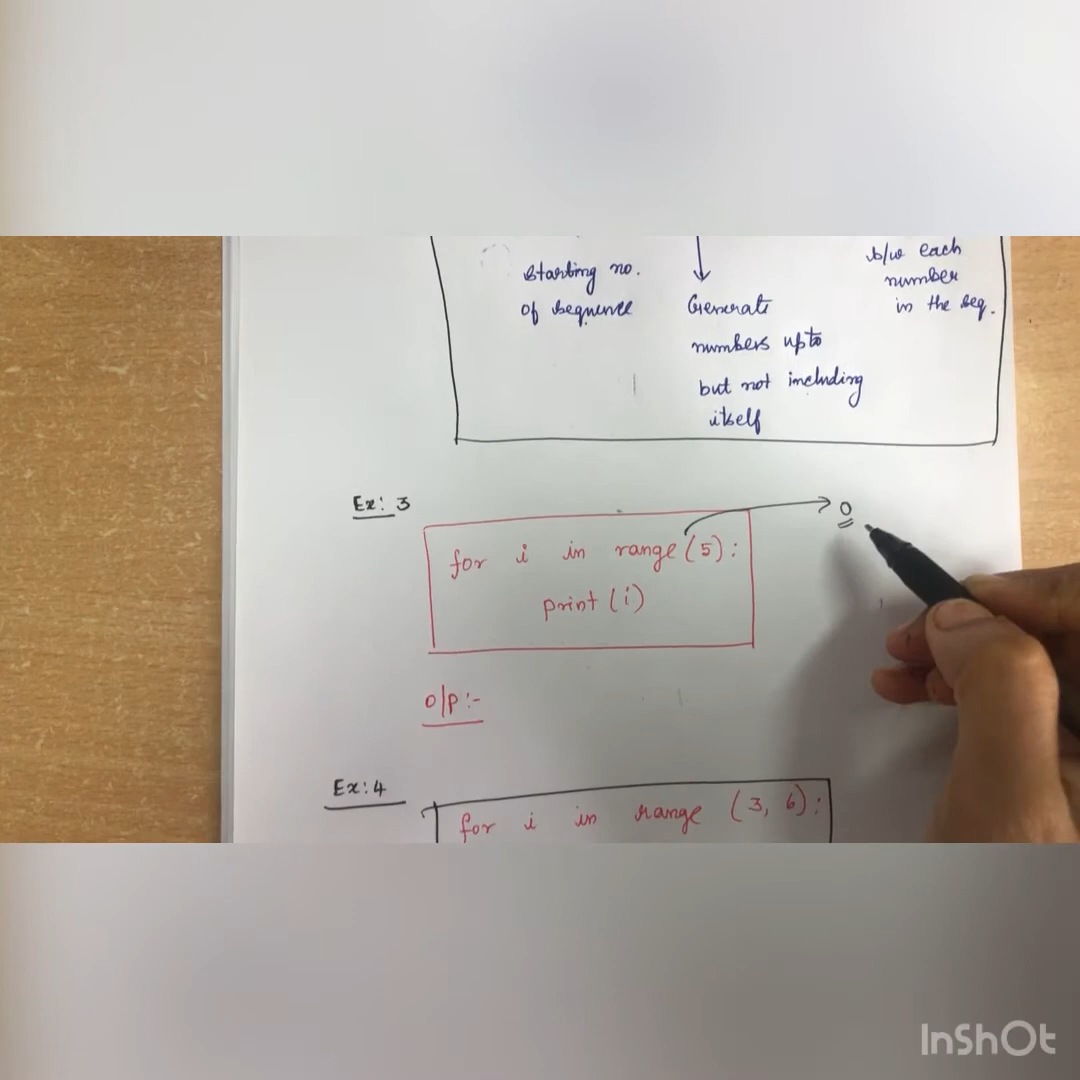 starting no.
of sequence
Generate
numbers upto
but not including
itself
b/w each
number
in the seq.
Ex: 3
for i in range (5):
print (i)
0
O/P:-
Ex: 4
for i in range (3, 6):
InShOt